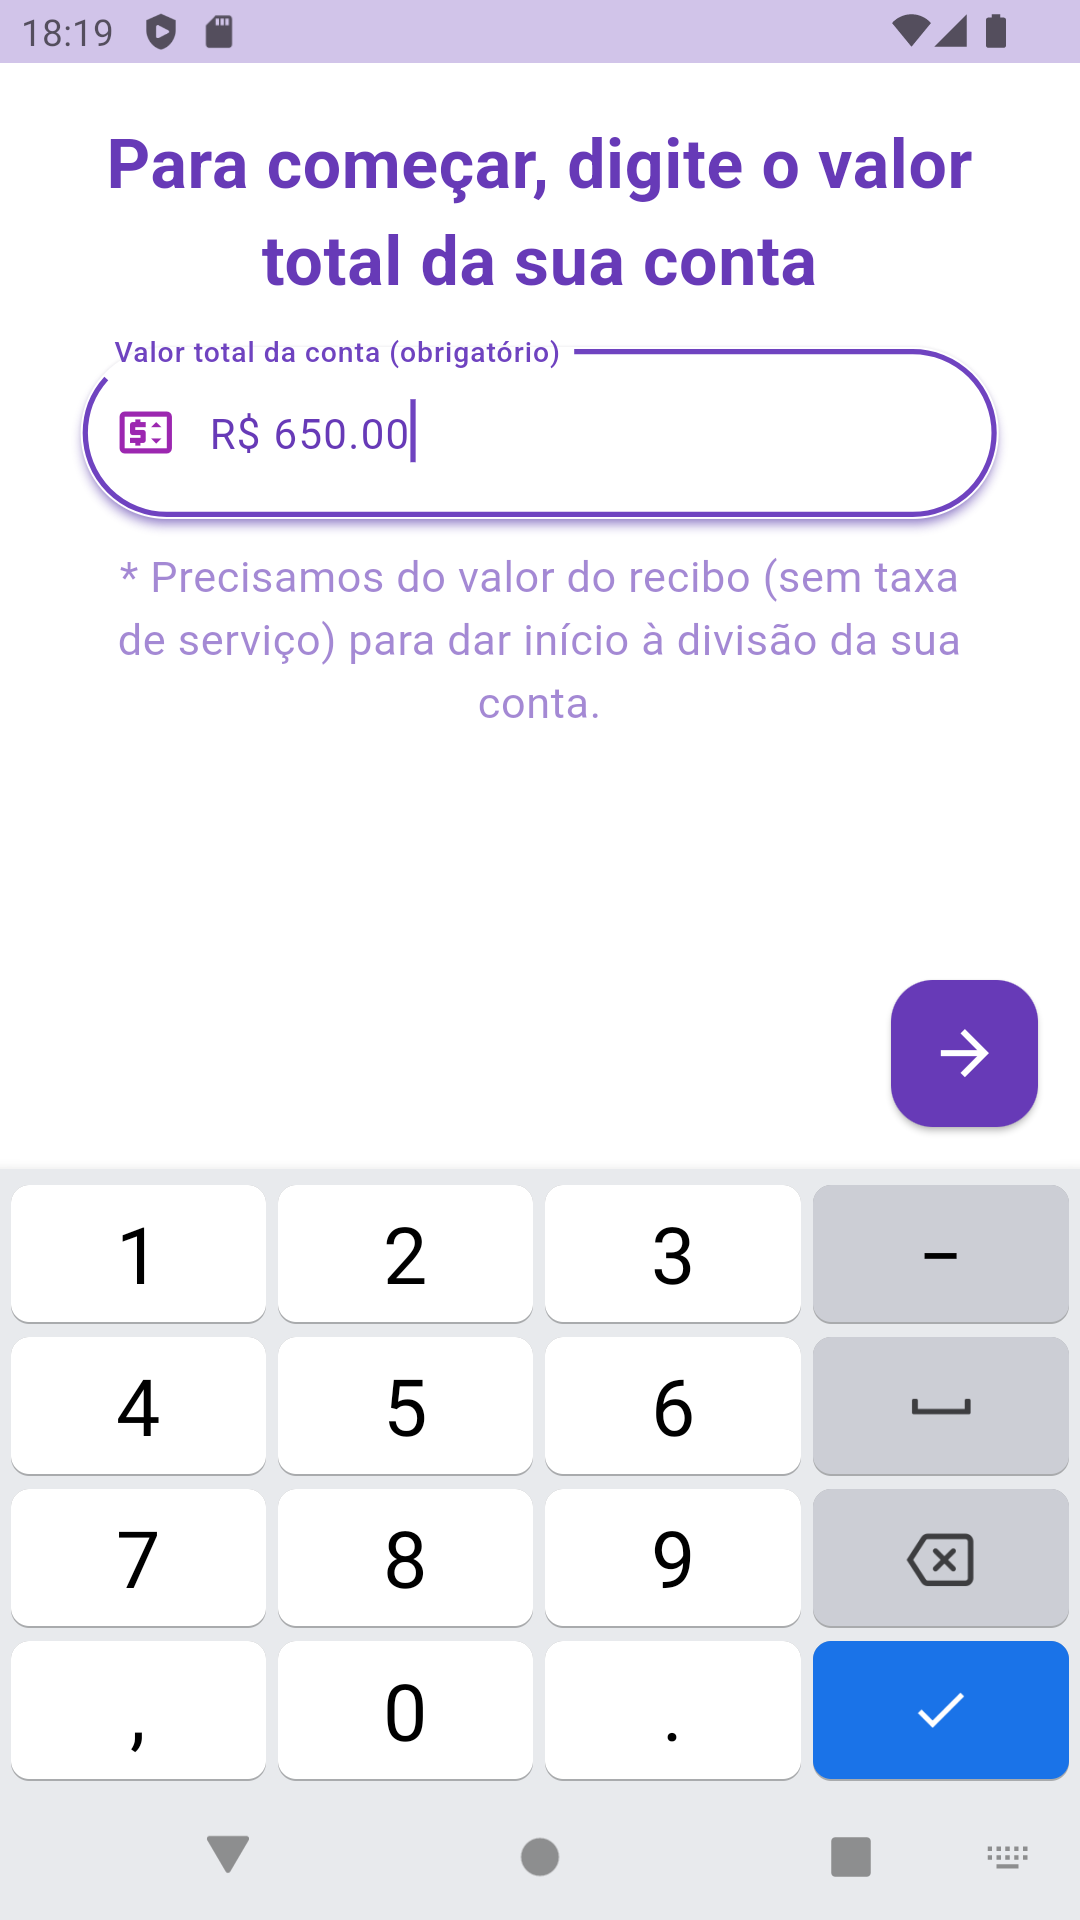 18:19
Para começar, digite o valor
total da sua conta
Valor total da conta (obrigatório)
R$ 650.00
* Precisamos do valor do recibo (sem taxa
de serviço) para dar início à divisão da sua
conta.
1 2 3 –
4 5 6
7 8 9
, 0 .